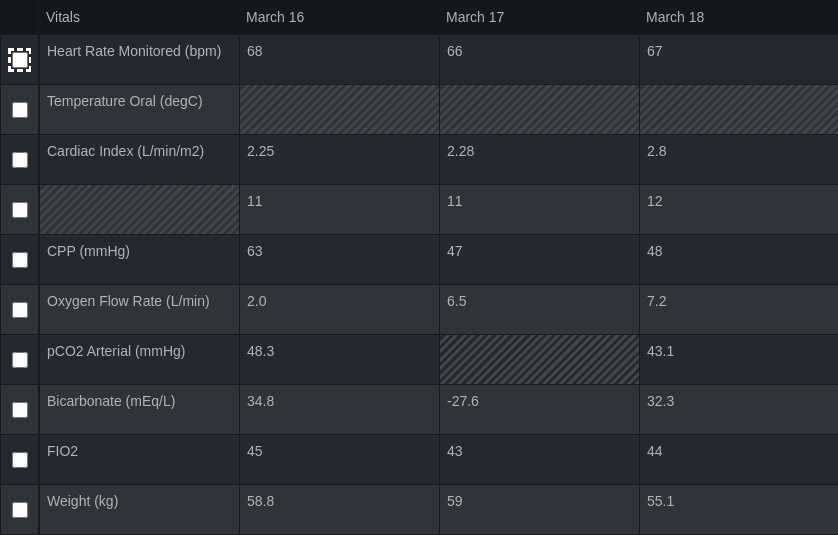 Vitals March 16 March 17 March 18
Heart Rate Monitored (bpm) 68 66 67
Temperature Oral (degC)
Cardiac Index (L/min/m2) 2.25 2.28 2.8
11 11 12
CPP (mmHg) 63 47 48
Oxygen Flow Rate (L/min) 2.0 6.5 7.2
pCO2 Arterial (mmHg) 48.3 43.1
Bicarbonate (mEq/L) 34.8 -27.6 32.3
FIO2 45 43 44
Weight (kg) 58.8 59 55.1